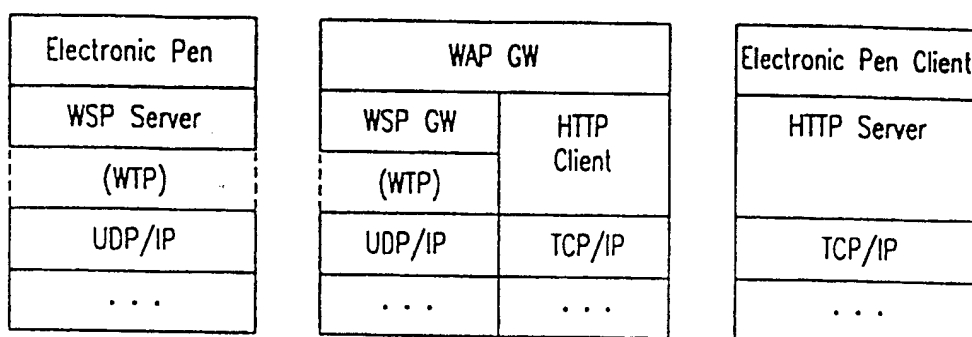 Electronic Pen
WSP Server
(WTP)
UDP/IP
. . .
WAP GW
WSP GW
(WTP)
UDP/IP
. . .
HTTP
Client
TCP/IP
. . .
Electronic Pen Client
HTTP Server
TCP/IP
. . .